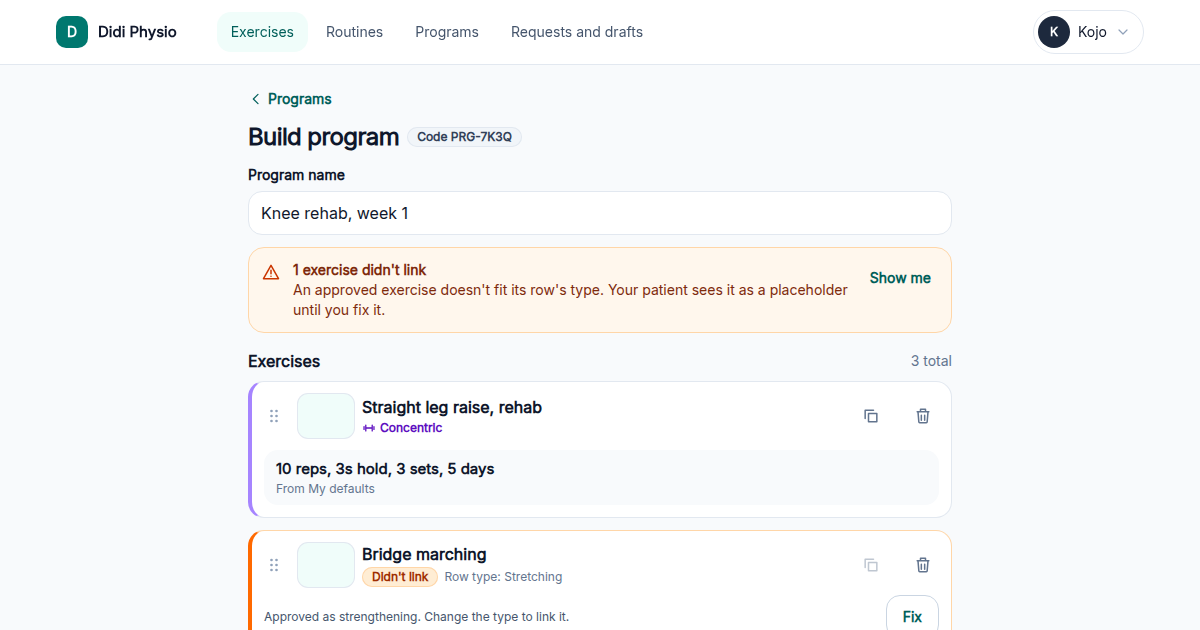 D Didi Physio Exercises Routines Programs Requests and drafts K Kojo
Programs
Build program Code PRG-7K3Q
Program name
Knee rehab, week 1
1 exercise didn't link
Show me
An approved exercise doesn't fit its row's type. Your patient sees it as a placeholder
until you fix it.
Exercises 3 total
Straight leg raise, rehab
Concentric
10 reps, 3s hold, 3 sets, 5 days
From My defaults
Bridge marching
Didn't link Row type: Stretching
Approved as strengthening. Change the type to link it. Fix